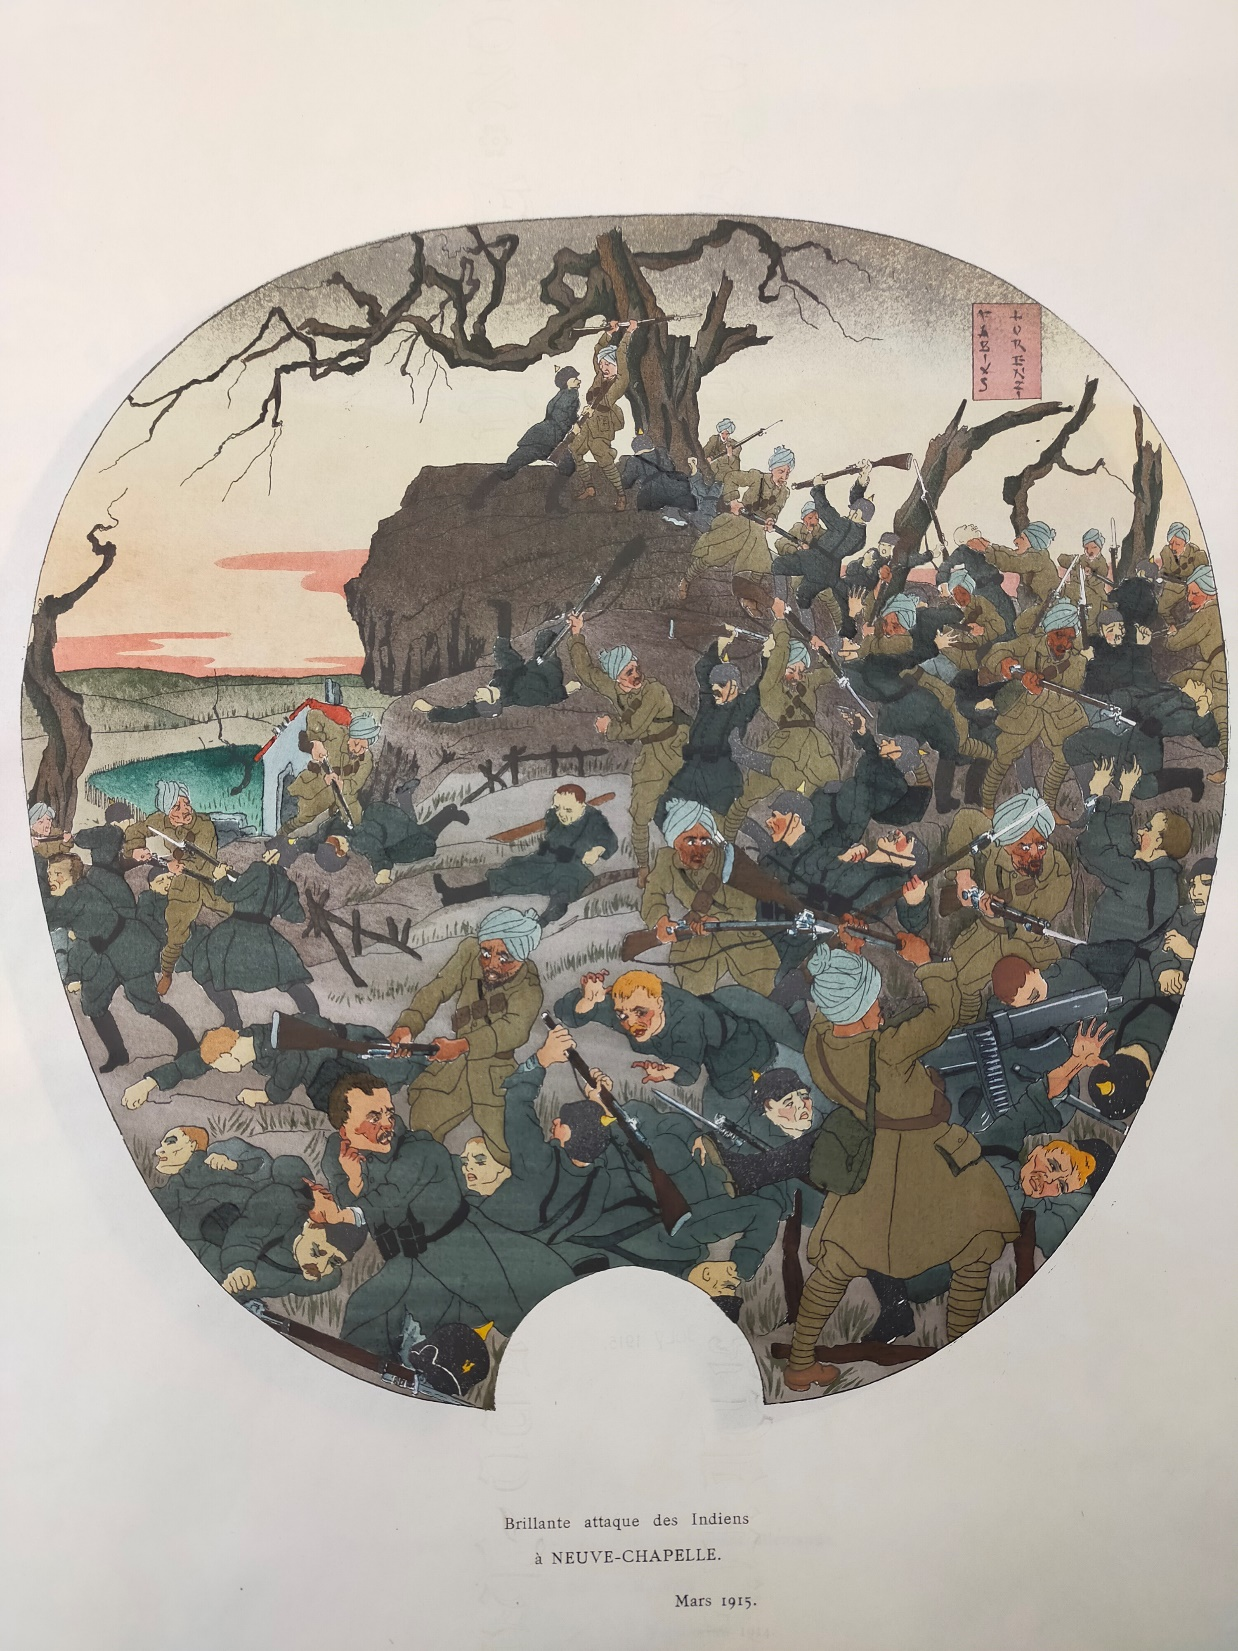 FABIUS
LORENZI
Brillante attaque des Indiens
à NEUVE-CHAPELLE.
Mars 1915.